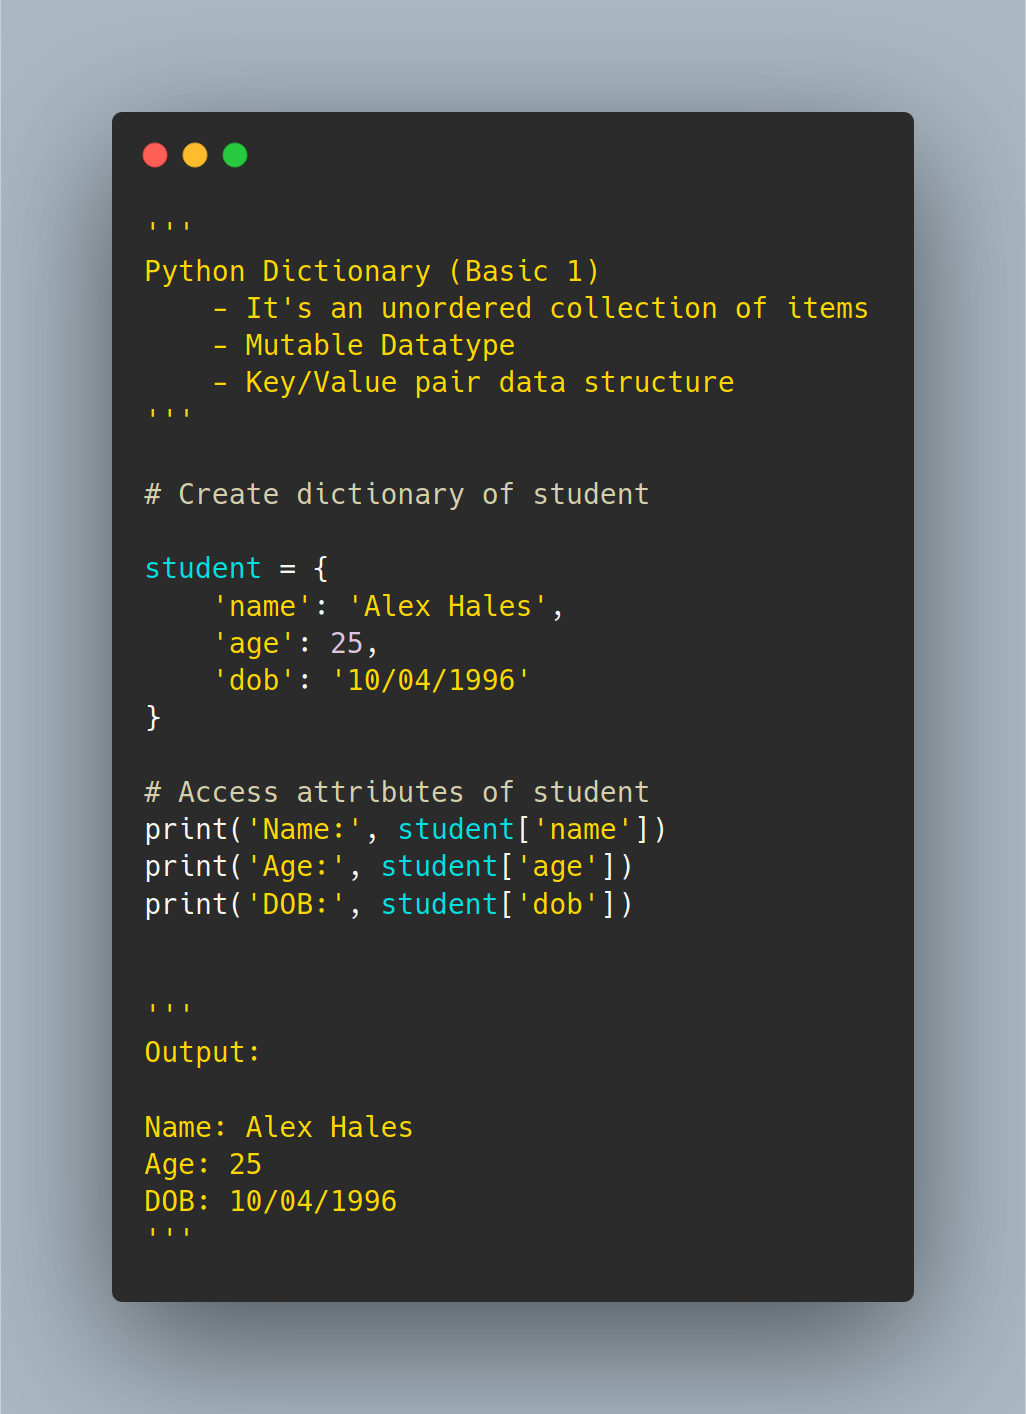 '''
Python Dictionary (Basic 1)
    - It's an unordered collection of items
    - Mutable Datatype
    - Key/Value pair data structure
'''

# Create dictionary of student

student = {
    'name': 'Alex Hales',
    'age': 25,
    'dob': '10/04/1996'
}

# Access attributes of student
print('Name:', student['name'])
print('Age:', student['age'])
print('DOB:', student['dob'])


'''
Output:

Name: Alex Hales
Age: 25
DOB: 10/04/1996
'''